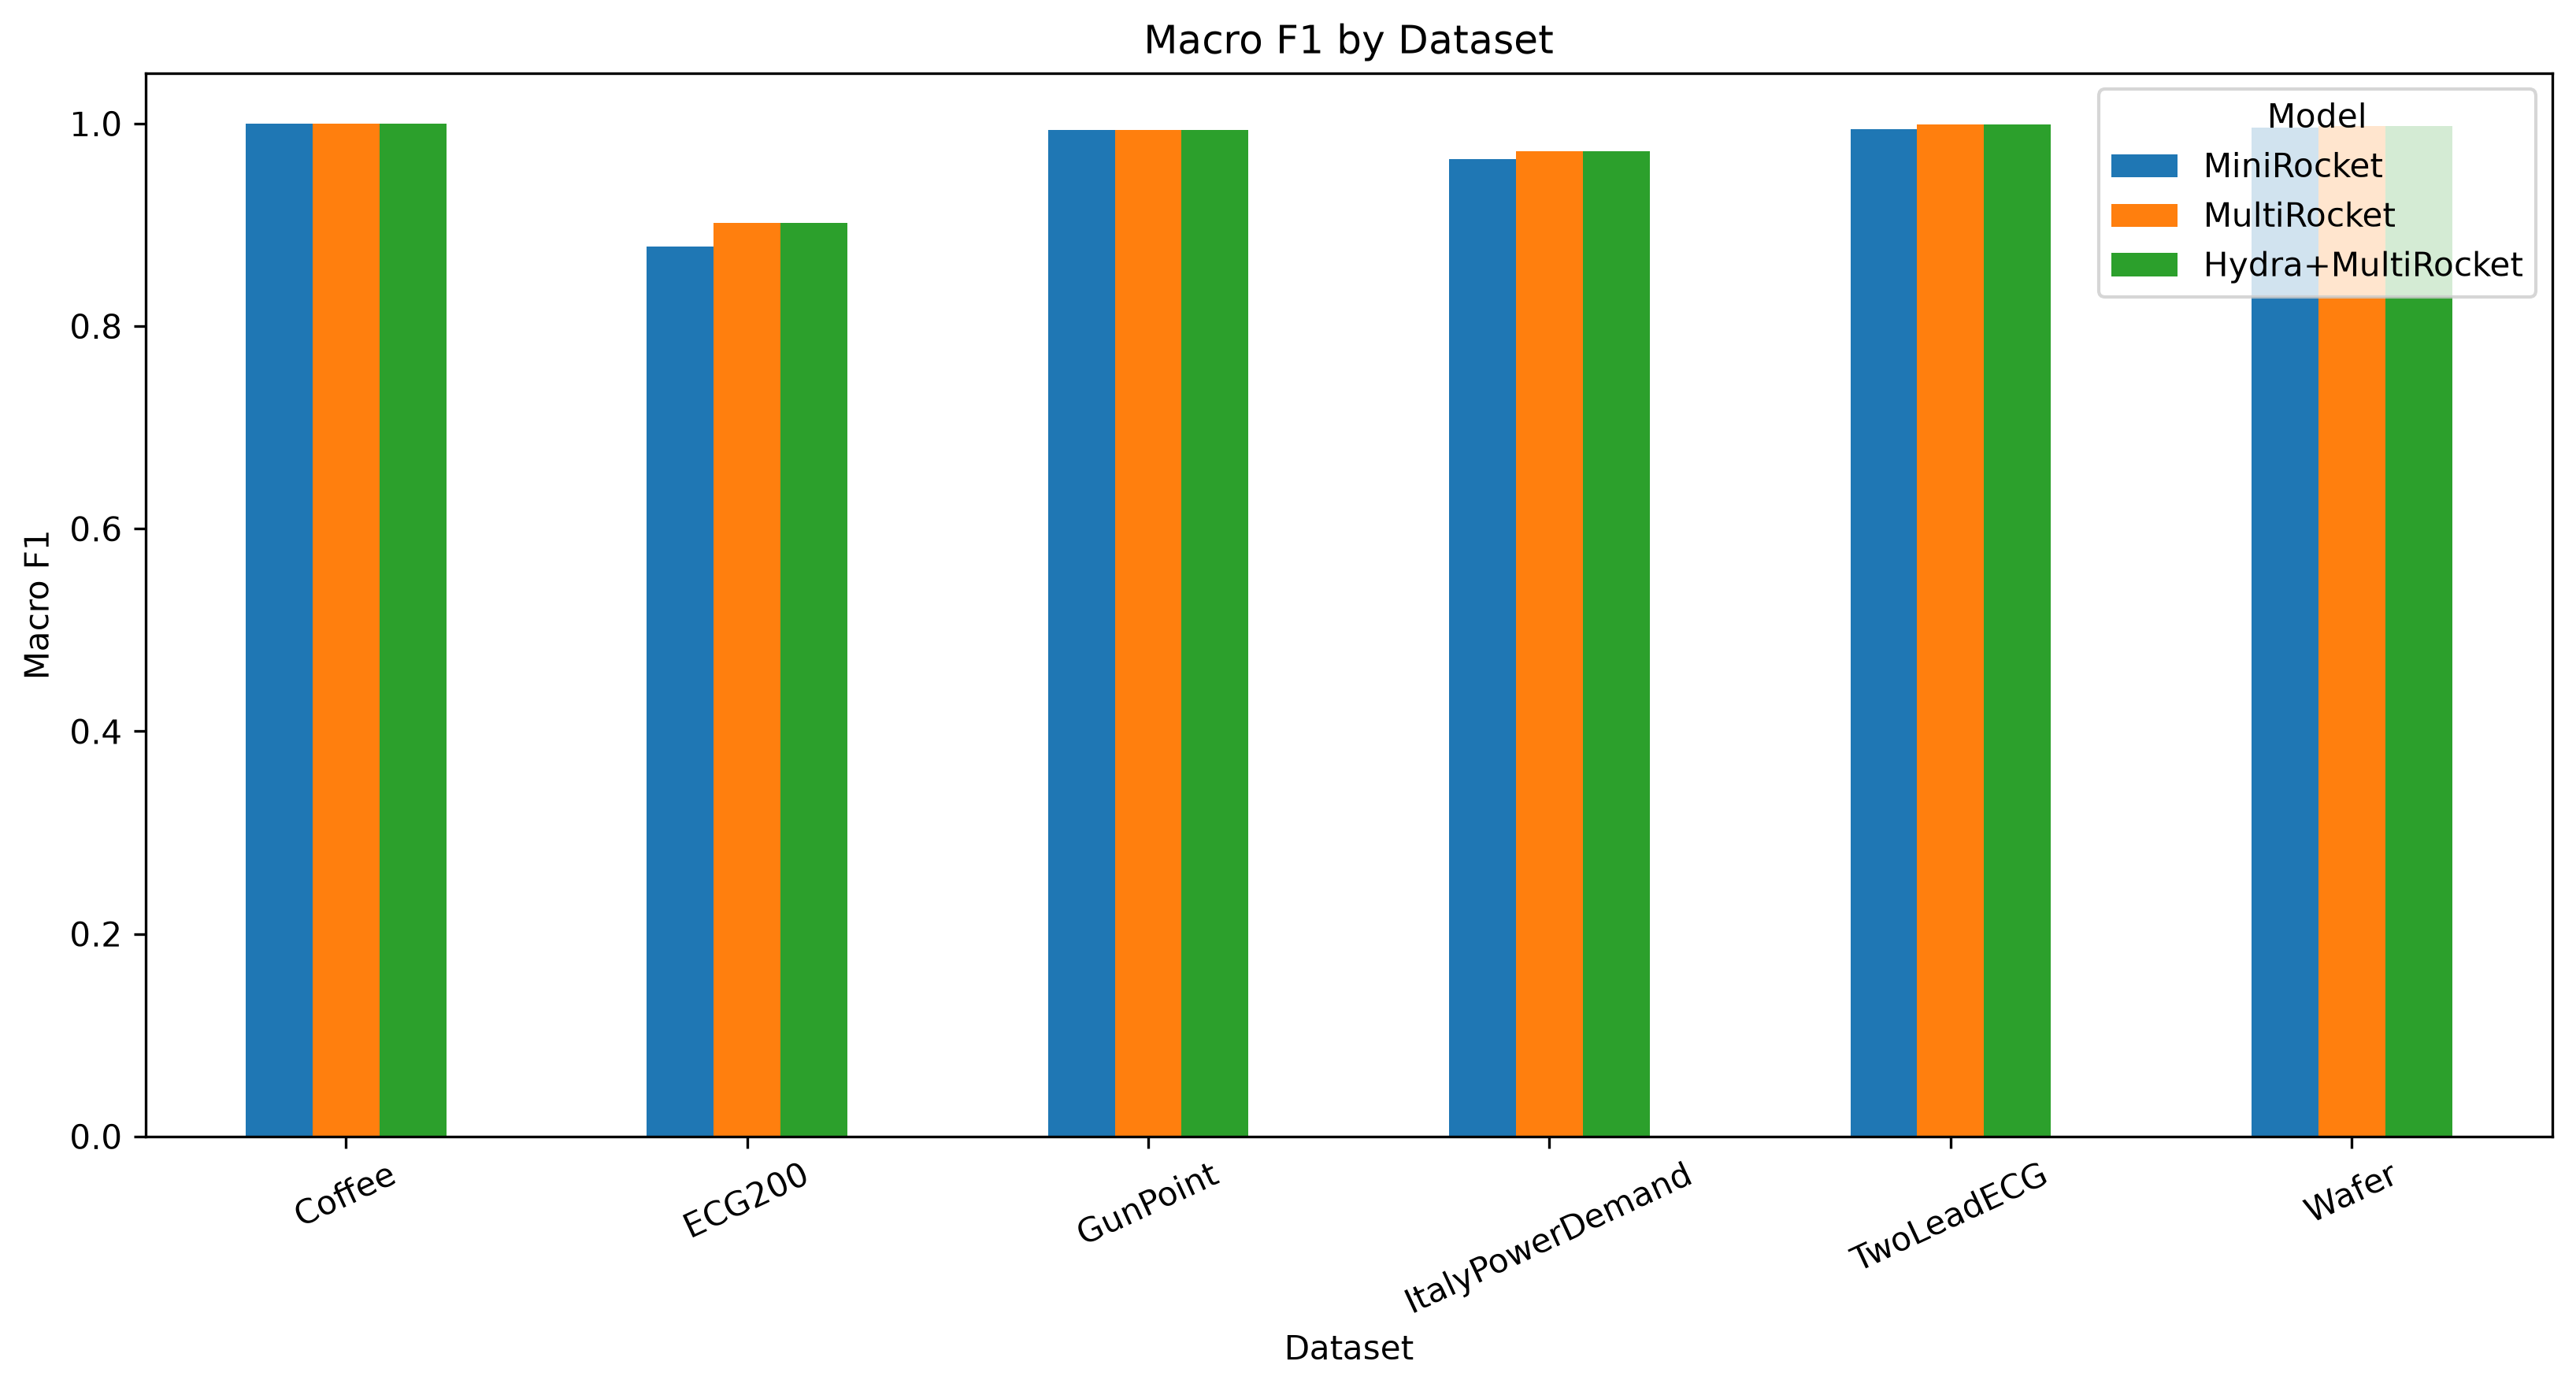 Macro F1 by Dataset
Macro F1
1.0
0.8
0.6
0.4
0.2
0.0
Model
MiniRocket
MultiRocket
Hydra+MultiRocket
Coffee
ECG200
GunPoint
ItalyPowerDemand
TwoLeadECG
Wafer
Dataset